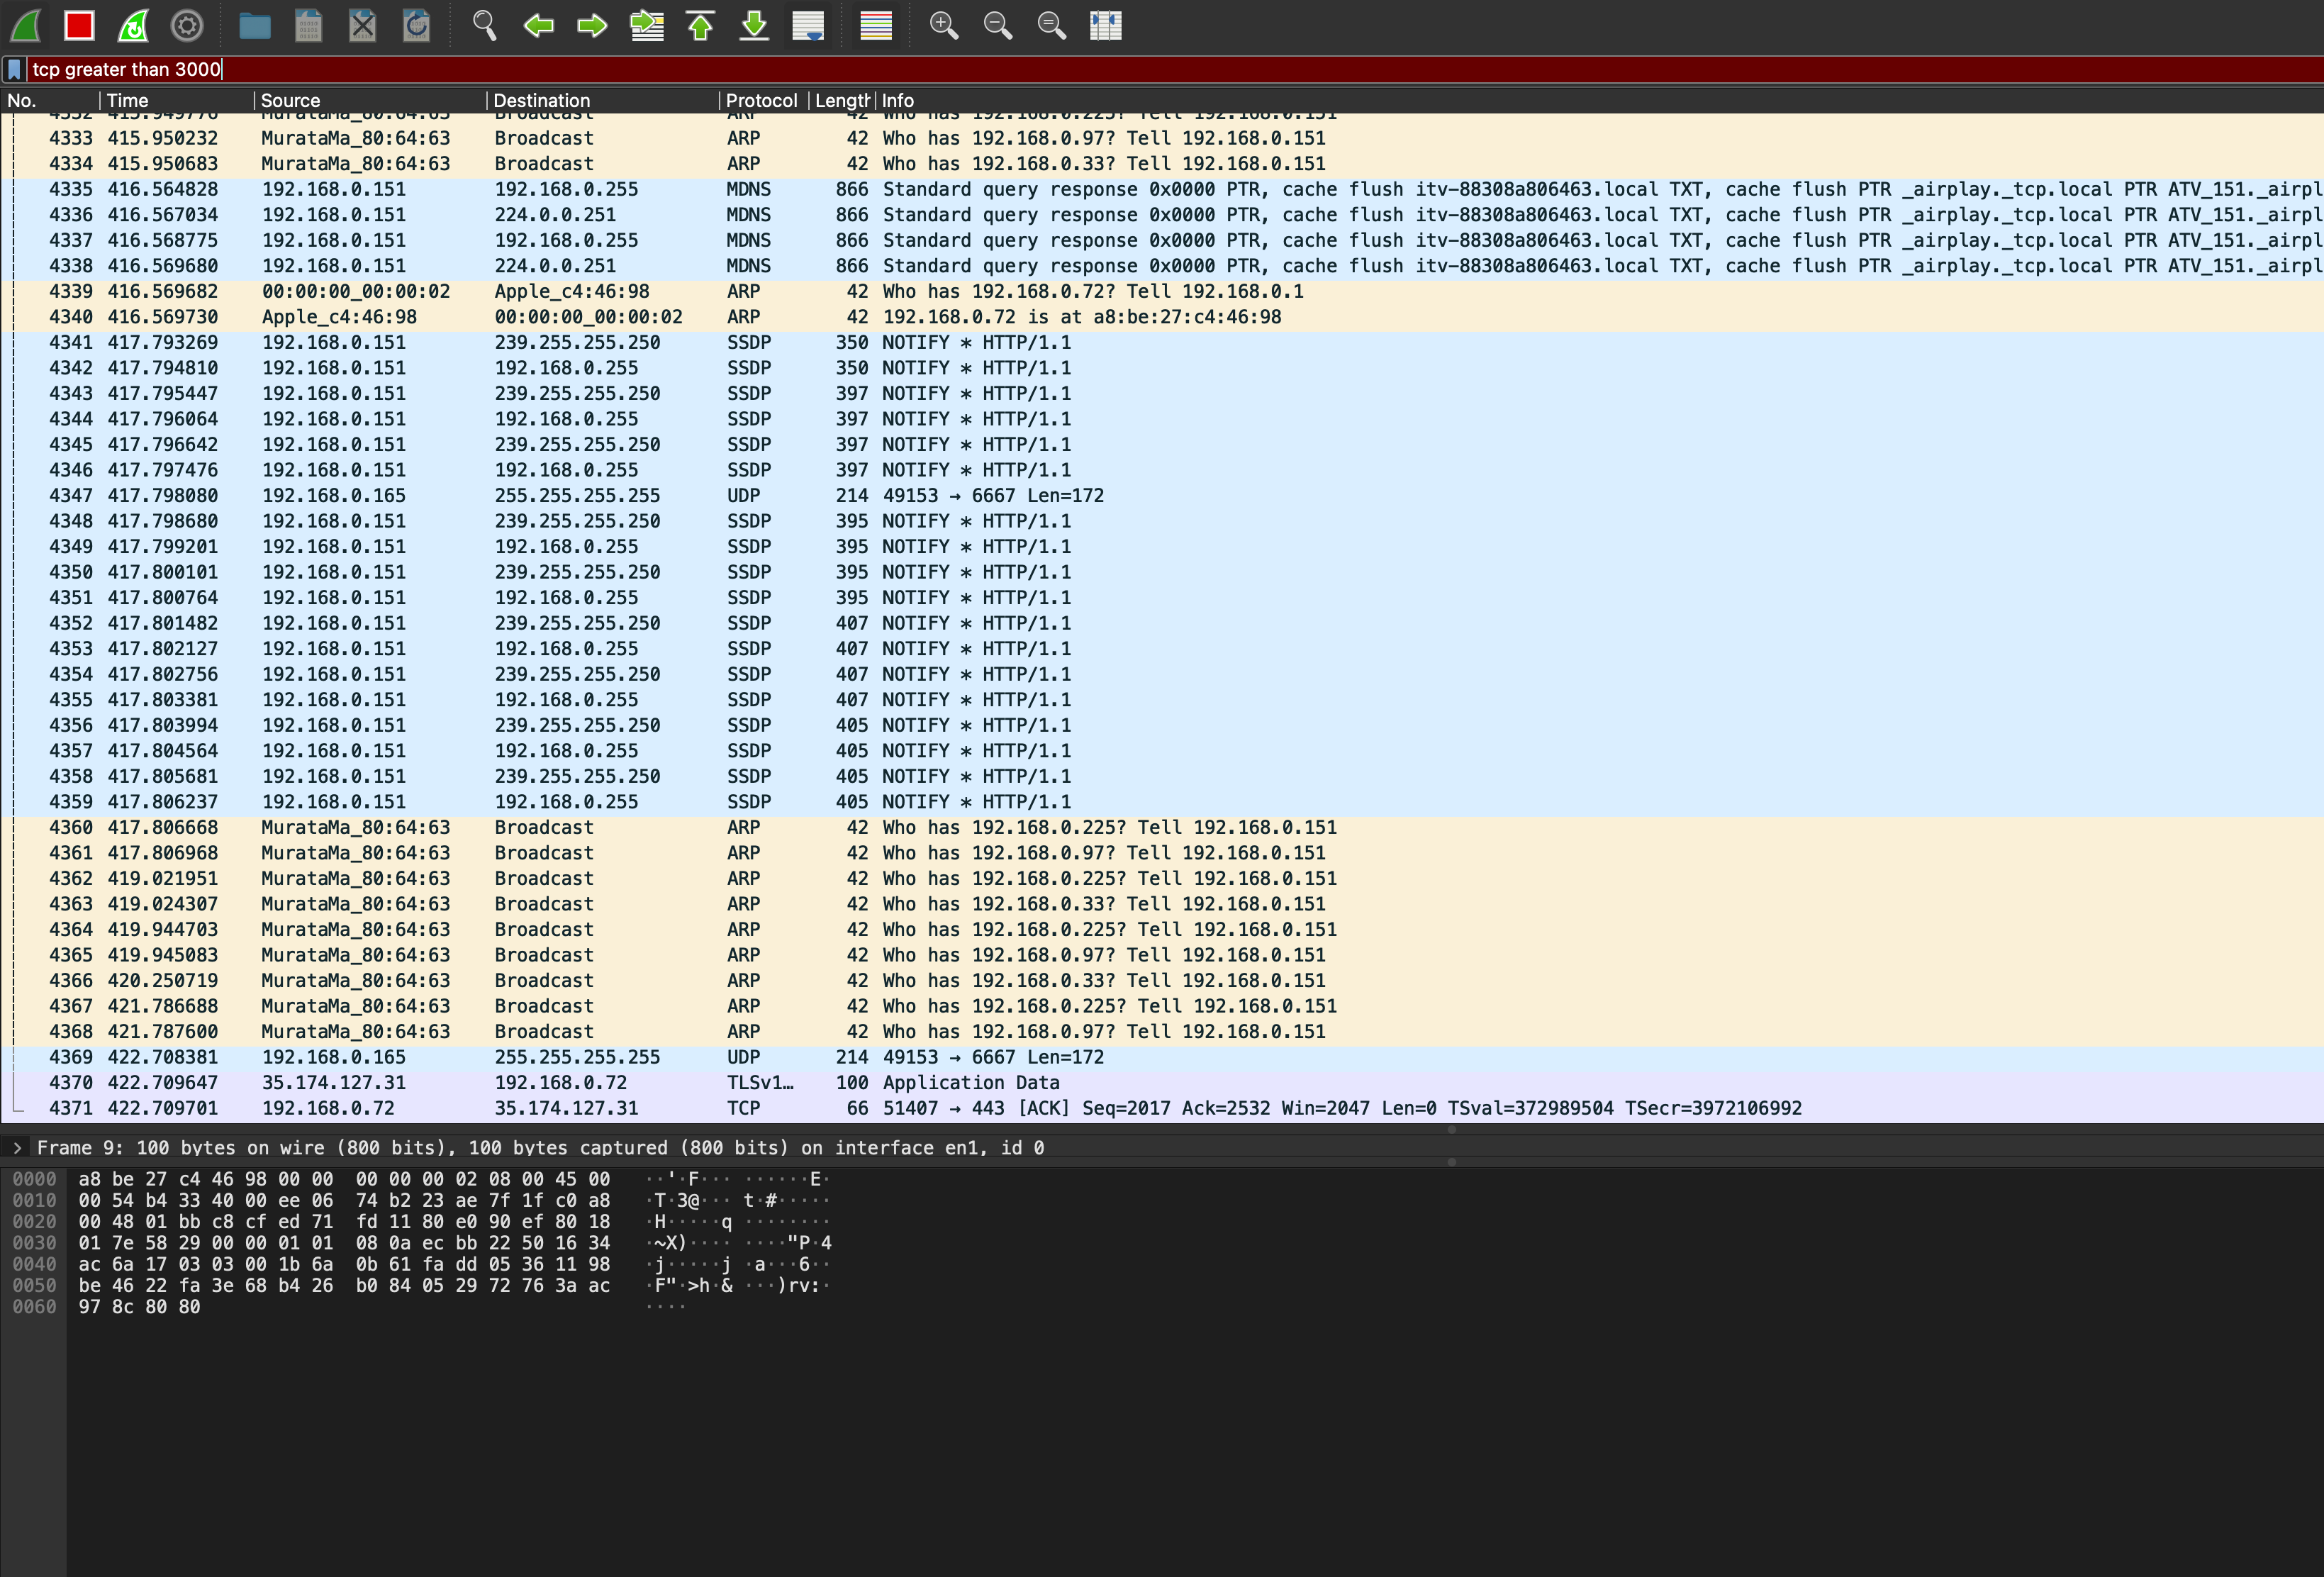 tcp greater than 3000
No. Time Source Destination Protocol Length Info
4332 415.949776 MurataMa_80:64:63 Broadcast ARP 42 Who has 192.168.0.225? Tell 192.168.0.151
4333 415.950232 MurataMa_80:64:63 Broadcast ARP 42 Who has 192.168.0.97? Tell 192.168.0.151
4334 415.950683 MurataMa_80:64:63 Broadcast ARP 42 Who has 192.168.0.33? Tell 192.168.0.151
4335 416.564828 192.168.0.151 192.168.0.255 MDNS 866 Standard query response 0x0000 PTR, cache flush itv-88308a806463.local TXT, cache flush PTR _airplay._tcp.local PTR ATV_151._airpl
4336 416.567034 192.168.0.151 224.0.0.251 MDNS 866 Standard query response 0x0000 PTR, cache flush itv-88308a806463.local TXT, cache flush PTR _airplay._tcp.local PTR ATV_151._airpl
4337 416.568775 192.168.0.151 192.168.0.255 MDNS 866 Standard query response 0x0000 PTR, cache flush itv-88308a806463.local TXT, cache flush PTR _airplay._tcp.local PTR ATV_151._airpl
4338 416.569680 192.168.0.151 224.0.0.251 MDNS 866 Standard query response 0x0000 PTR, cache flush itv-88308a806463.local TXT, cache flush PTR _airplay._tcp.local PTR ATV_151._airpl
4339 416.569682 00:00:00_00:00:02 Apple_c4:46:98 ARP 42 Who has 192.168.0.72? Tell 192.168.0.1
4340 416.569730 Apple_c4:46:98 00:00:00_00:00:02 ARP 42 192.168.0.72 is at a8:be:27:c4:46:98
4341 417.793269 192.168.0.151 239.255.255.250 SSDP 350 NOTIFY * HTTP/1.1
4342 417.794810 192.168.0.151 192.168.0.255 SSDP 350 NOTIFY * HTTP/1.1
4343 417.795447 192.168.0.151 239.255.255.250 SSDP 397 NOTIFY * HTTP/1.1
4344 417.796064 192.168.0.151 192.168.0.255 SSDP 397 NOTIFY * HTTP/1.1
4345 417.796642 192.168.0.151 239.255.255.250 SSDP 397 NOTIFY * HTTP/1.1
4346 417.797476 192.168.0.151 192.168.0.255 SSDP 397 NOTIFY * HTTP/1.1
4347 417.798080 192.168.0.165 255.255.255.255 UDP 214 49153 → 6667 Len=172
4348 417.798680 192.168.0.151 239.255.255.250 SSDP 395 NOTIFY * HTTP/1.1
4349 417.799201 192.168.0.151 192.168.0.255 SSDP 395 NOTIFY * HTTP/1.1
4350 417.800101 192.168.0.151 239.255.255.250 SSDP 395 NOTIFY * HTTP/1.1
4351 417.800764 192.168.0.151 192.168.0.255 SSDP 395 NOTIFY * HTTP/1.1
4352 417.801482 192.168.0.151 239.255.255.250 SSDP 407 NOTIFY * HTTP/1.1
4353 417.802127 192.168.0.151 192.168.0.255 SSDP 407 NOTIFY * HTTP/1.1
4354 417.802756 192.168.0.151 239.255.255.250 SSDP 407 NOTIFY * HTTP/1.1
4355 417.803381 192.168.0.151 192.168.0.255 SSDP 407 NOTIFY * HTTP/1.1
4356 417.803994 192.168.0.151 239.255.255.250 SSDP 405 NOTIFY * HTTP/1.1
4357 417.804564 192.168.0.151 192.168.0.255 SSDP 405 NOTIFY * HTTP/1.1
4358 417.805681 192.168.0.151 239.255.255.250 SSDP 405 NOTIFY * HTTP/1.1
4359 417.806237 192.168.0.151 192.168.0.255 SSDP 405 NOTIFY * HTTP/1.1
4360 417.806668 MurataMa_80:64:63 Broadcast ARP 42 Who has 192.168.0.225? Tell 192.168.0.151
4361 417.806968 MurataMa_80:64:63 Broadcast ARP 42 Who has 192.168.0.97? Tell 192.168.0.151
4362 419.021951 MurataMa_80:64:63 Broadcast ARP 42 Who has 192.168.0.225? Tell 192.168.0.151
4363 419.024307 MurataMa_80:64:63 Broadcast ARP 42 Who has 192.168.0.33? Tell 192.168.0.151
4364 419.944703 MurataMa_80:64:63 Broadcast ARP 42 Who has 192.168.0.225? Tell 192.168.0.151
4365 419.945083 MurataMa_80:64:63 Broadcast ARP 42 Who has 192.168.0.97? Tell 192.168.0.151
4366 420.250719 MurataMa_80:64:63 Broadcast ARP 42 Who has 192.168.0.33? Tell 192.168.0.151
4367 421.786688 MurataMa_80:64:63 Broadcast ARP 42 Who has 192.168.0.225? Tell 192.168.0.151
4368 421.787600 MurataMa_80:64:63 Broadcast ARP 42 Who has 192.168.0.97? Tell 192.168.0.151
4369 422.708381 192.168.0.165 255.255.255.255 UDP 214 49153 → 6667 Len=172
4370 422.709647 35.174.127.31 192.168.0.72 TLSv1… 100 Application Data
4371 422.709701 192.168.0.72 35.174.127.31 TCP 66 51407 → 443 [ACK] Seq=2017 Ack=2532 Win=2047 Len=0 TSval=372989504 TSecr=3972106992
Frame 9: 100 bytes on wire (800 bits), 100 bytes captured (800 bits) on interface en1, id 0
0000 a8 be 27 c4 46 98 00 00 00 00 00 02 08 00 45 00 ··'·F··· ······E·
0010 00 54 b4 33 40 00 ee 06 74 b2 23 ae 7f 1f c0 a8 ·T·3@··· t·#·····
0020 00 48 01 bb c8 cf ed 71 fd 11 80 e0 90 ef 80 18 ·H·····q ········
0030 01 7e 58 29 00 00 01 01 08 0a ec bb 22 50 16 34 ·~X)···· ····"P·4
0040 ac 6a 17 03 03 00 1b 6a 0b 61 fa dd 05 36 11 98 ·j·····j ·a···6··
0050 be 46 22 fa 3e 68 b4 26 b0 84 05 29 72 76 3a ac ·F"·>h·& ···)rv:·
0060 97 8c 80 80 ····